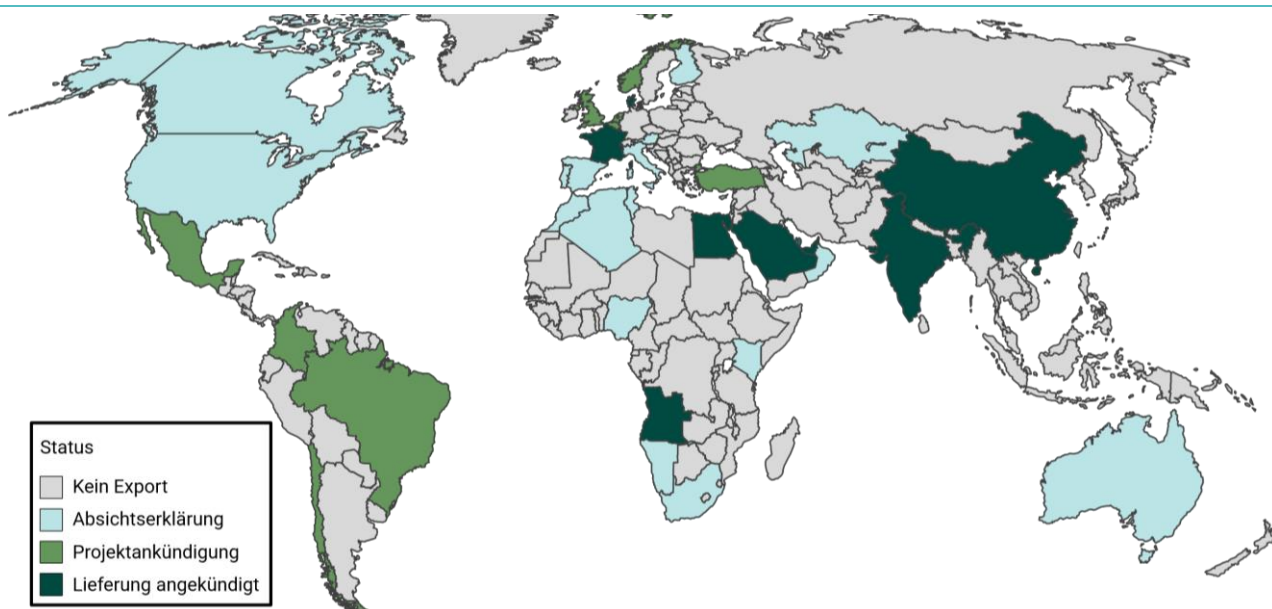 Status
Kein Export
Absichtserklärung
Projektankündigung
Lieferung angekündigt